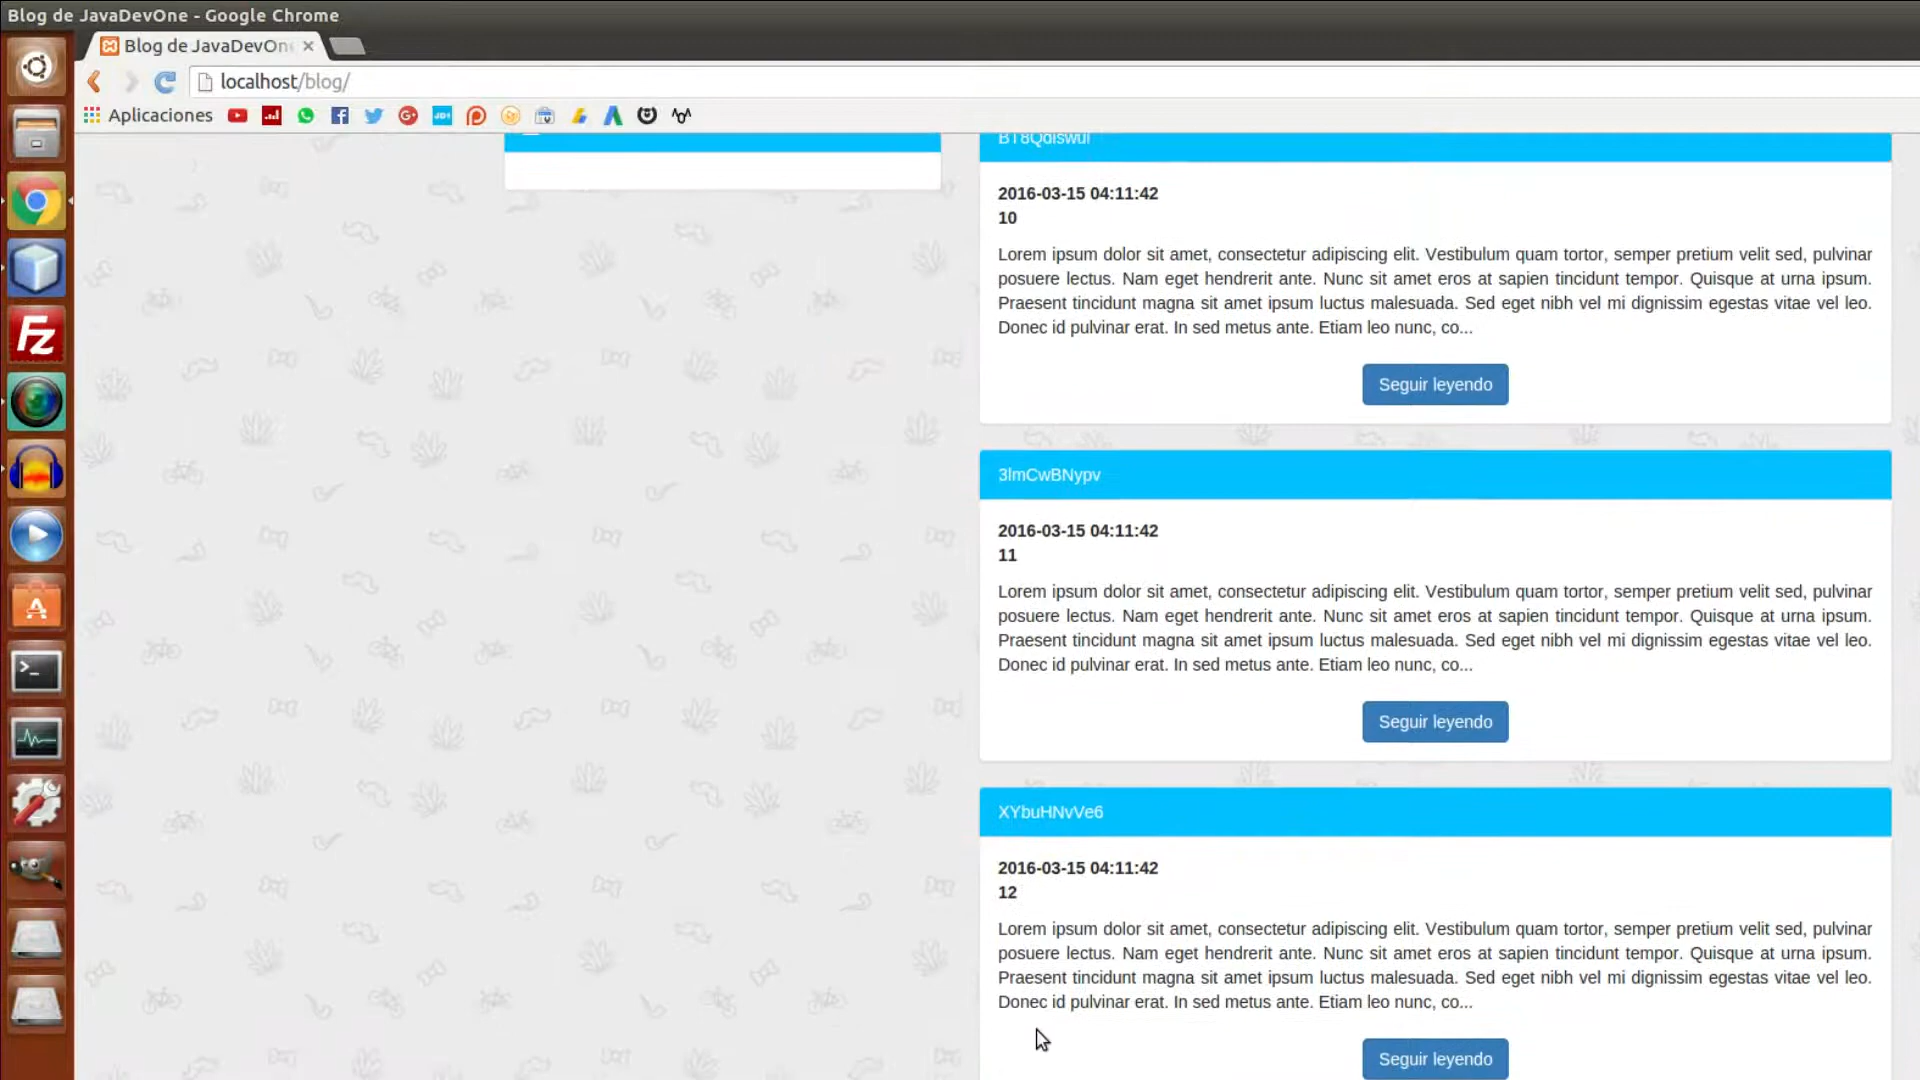 Blog de JavaDevOne - Google Chrome
Blog de JavaDevOn
localhost/blog/
Aplicaciones
2016-03-15 04:11:42
10
Lorem ipsum dolor sit amet, consectetur adipiscing elit. Vestibulum quam tortor, semper pretium velit sed, pulvinar
posuere lectus. Nam eget hendrerit ante. Nunc sit amet eros at sapien tincidunt tempor. Quisque at urna ipsum.
Praesent tincidunt magna sit amet ipsum luctus malesuada. Sed eget nibh vel mi dignissim egestas vitae vel leo.
Donec id pulvinar erat. In sed metus ante. Etiam leo nunc, co...
Seguir leyendo
3lmCwBNypv
2016-03-15 04:11:42
11
Lorem ipsum dolor sit amet, consectetur adipiscing elit. Vestibulum quam tortor, semper pretium velit sed, pulvinar
posuere lectus. Nam eget hendrerit ante. Nunc sit amet eros at sapien tincidunt tempor. Quisque at urna ipsum.
Praesent tincidunt magna sit amet ipsum luctus malesuada. Sed eget nibh vel mi dignissim egestas vitae vel leo.
Donec id pulvinar erat. In sed metus ante. Etiam leo nunc, co...
Seguir leyendo
XYbuHNvVe6
2016-03-15 04:11:42
12
Lorem ipsum dolor sit amet, consectetur adipiscing elit. Vestibulum quam tortor, semper pretium velit sed, pulvinar
posuere lectus. Nam eget hendrerit ante. Nunc sit amet eros at sapien tincidunt tempor. Quisque at urna ipsum.
Praesent tincidunt magna sit amet ipsum luctus malesuada. Sed eget nibh vel mi dignissim egestas vitae vel leo.
Donec id pulvinar erat. In sed metus ante. Etiam leo nunc, co...
Seguir leyendo